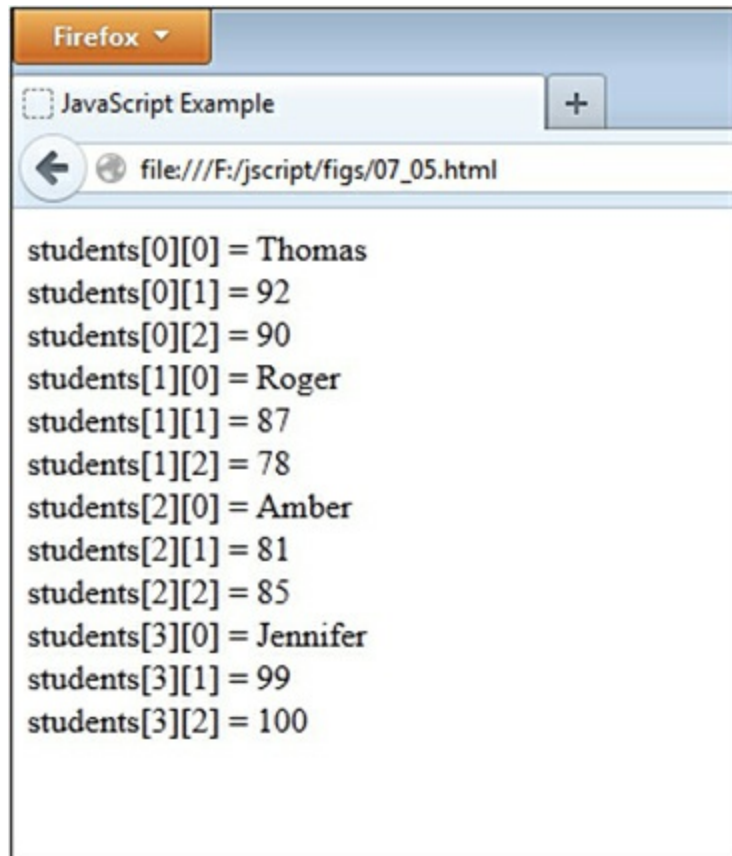 Firefox
JavaScript Example
file:///F:/jscript/figs/07_05.html
students[0][0] = Thomas
students[0][1] = 92
students[0][2] = 90
students[1][0] = Roger
students[1][1] = 87
students[1][2] = 78
students[2][0] = Amber
students[2][1] = 81
students[2][2] = 85
students[3][0] = Jennifer
students[3][1] = 99
students[3][2] = 100